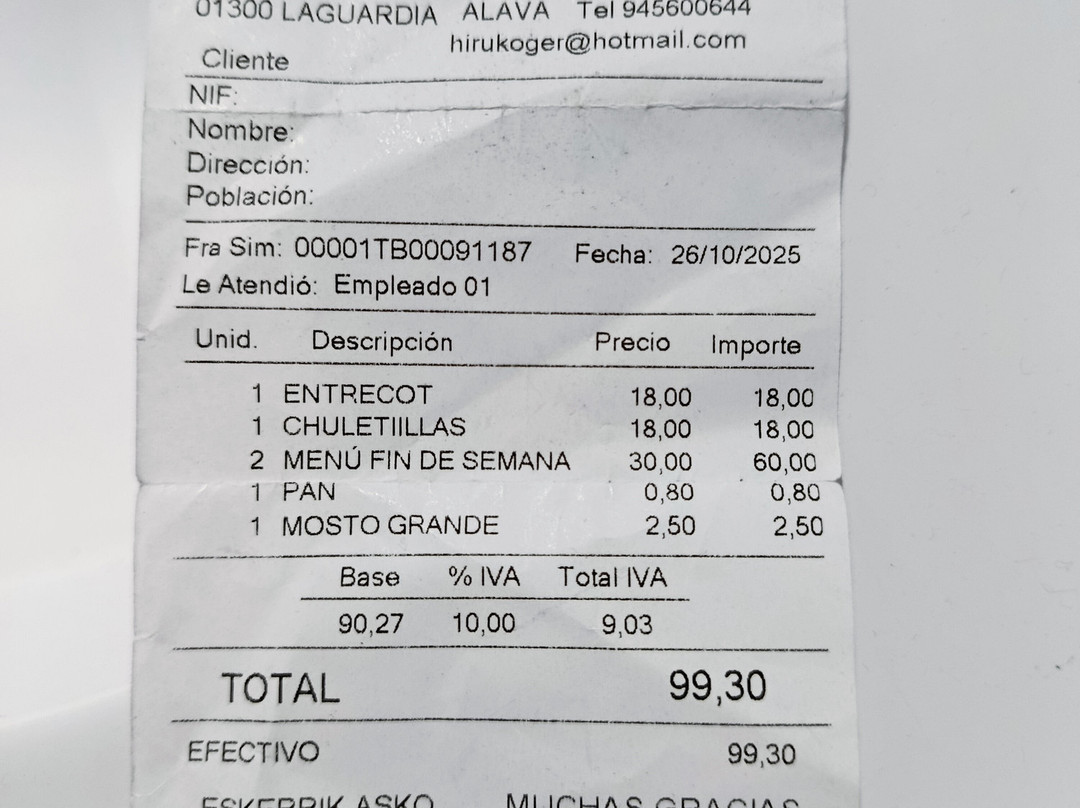 01300 LAGUARDIA ALAVA Tel 945600644
hirukoger@hotmail.com
Cliente
NIF:
Nombre:
Dirección:
Población:
Fra Sim: 00001TB00091187 Fecha: 26/10/2025
Le Atendió: Empleado 01
Unid. Descripción Precio Importe
1 ENTRECOT 18,00 18,00
1 CHULETIILLAS 18,00 18,00
2 MENÚ FIN DE SEMANA 30,00 60,00
1 PAN 0,80 0,80
1 MOSTO GRANDE 2,50 2,50
Base % IVA Total IVA
90,27 10,00 9,03
TOTAL 99,30
EFECTIVO 99,30
ESKERRIK ASKO MUCHAS GRACIAS